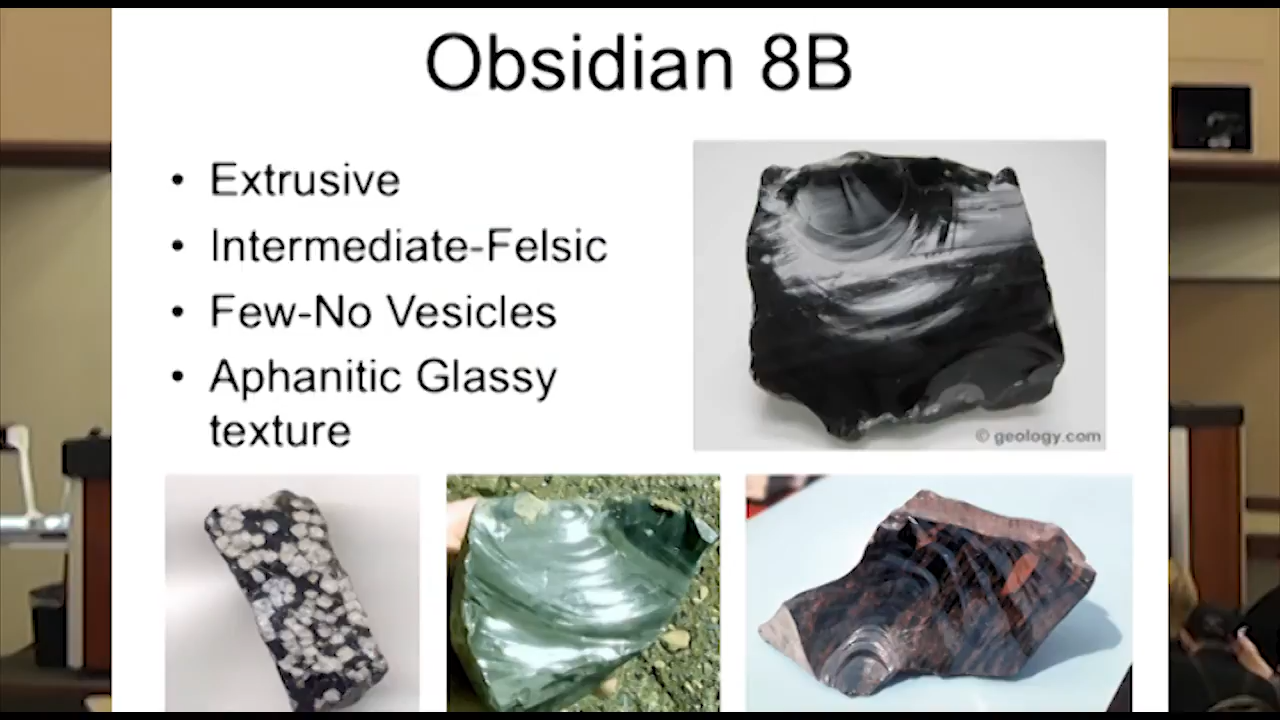 Obsidian 8B
• Extrusive
• Intermediate-Felsic
• Few-No Vesicles
• Aphanitic Glassy
texture
© geology.com